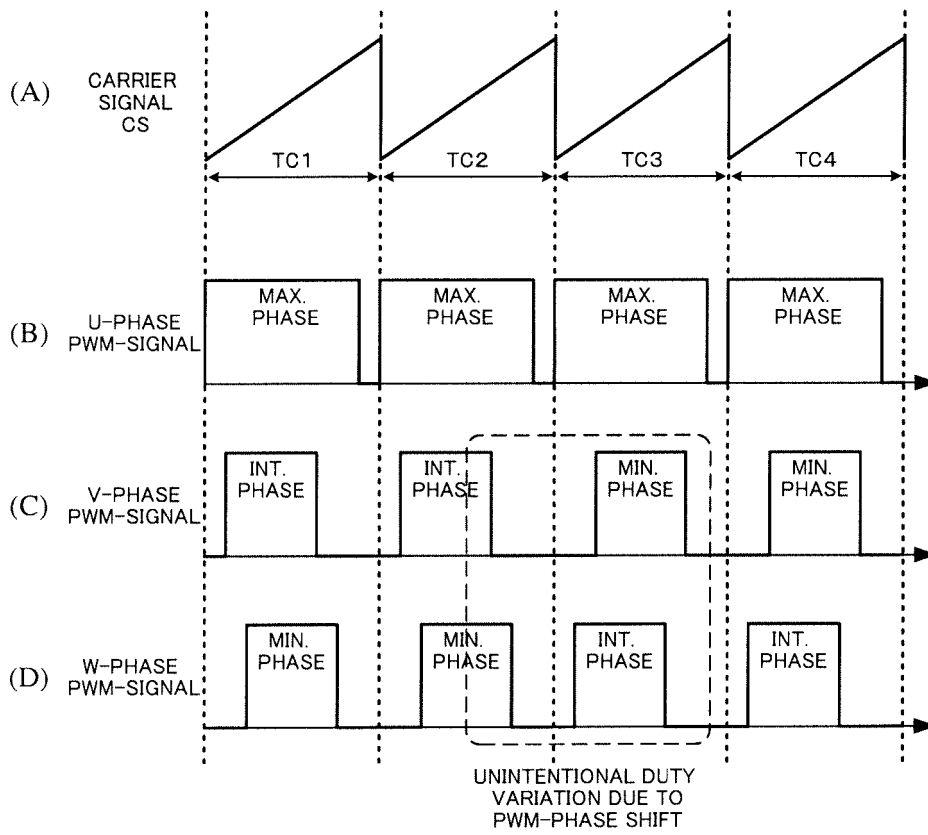 (A)
CARRIER
SIGNAL
CS
TC1
TC2
TC3
TC4
(B)
U-PHASE
PWM-SIGNAL
MAX.
PHASE
MAX.
PHASE
MAX.
PHASE
MAX.
PHASE
(C)
V-PHASE
PWM-SIGNAL
INT.
PHASE
INT.
PHASE
MIN.
PHASE
MIN.
PHASE
(D)
W-PHASE
PWM-SIGNAL
MIN.
PHASE
MIN.
PHASE
INT.
PHASE
INT.
PHASE
UNINTENTIONAL DUTY
VARIATION DUE TO
PWM-PHASE SHIFT